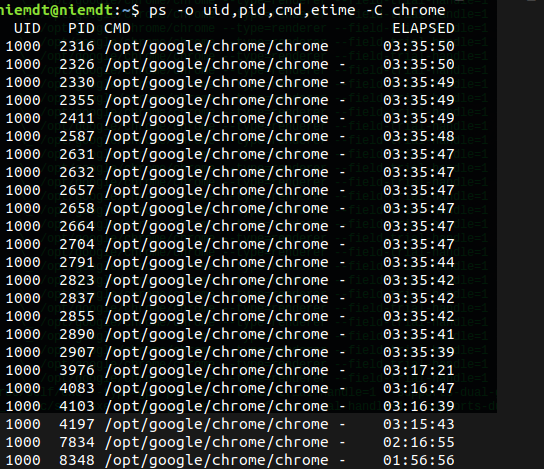 niemdt@niemdt:~$ ps -o uid,pid,cmd,etime -C chrome
UID PID CMD ELAPSED
1000 2316 /opt/google/chrome/chrome 03:35:50
1000 2326 /opt/google/chrome/chrome - 03:35:50
1000 2330 /opt/google/chrome/chrome - 03:35:49
1000 2355 /opt/google/chrome/chrome - 03:35:49
1000 2411 /opt/google/chrome/chrome - 03:35:49
1000 2587 /opt/google/chrome/chrome - 03:35:48
1000 2631 /opt/google/chrome/chrome - 03:35:47
1000 2632 /opt/google/chrome/chrome - 03:35:47
1000 2657 /opt/google/chrome/chrome - 03:35:47
1000 2658 /opt/google/chrome/chrome - 03:35:47
1000 2664 /opt/google/chrome/chrome - 03:35:47
1000 2704 /opt/google/chrome/chrome - 03:35:47
1000 2791 /opt/google/chrome/chrome - 03:35:44
1000 2823 /opt/google/chrome/chrome - 03:35:42
1000 2837 /opt/google/chrome/chrome - 03:35:42
1000 2855 /opt/google/chrome/chrome - 03:35:42
1000 2890 /opt/google/chrome/chrome - 03:35:41
1000 2907 /opt/google/chrome/chrome - 03:35:39
1000 3976 /opt/google/chrome/chrome - 03:17:21
1000 4083 /opt/google/chrome/chrome - 03:16:47
1000 4103 /opt/google/chrome/chrome - 03:16:39
1000 4197 /opt/google/chrome/chrome - 03:15:43
1000 7834 /opt/google/chrome/chrome - 02:16:55
1000 8348 /opt/google/chrome/chrome - 01:56:56